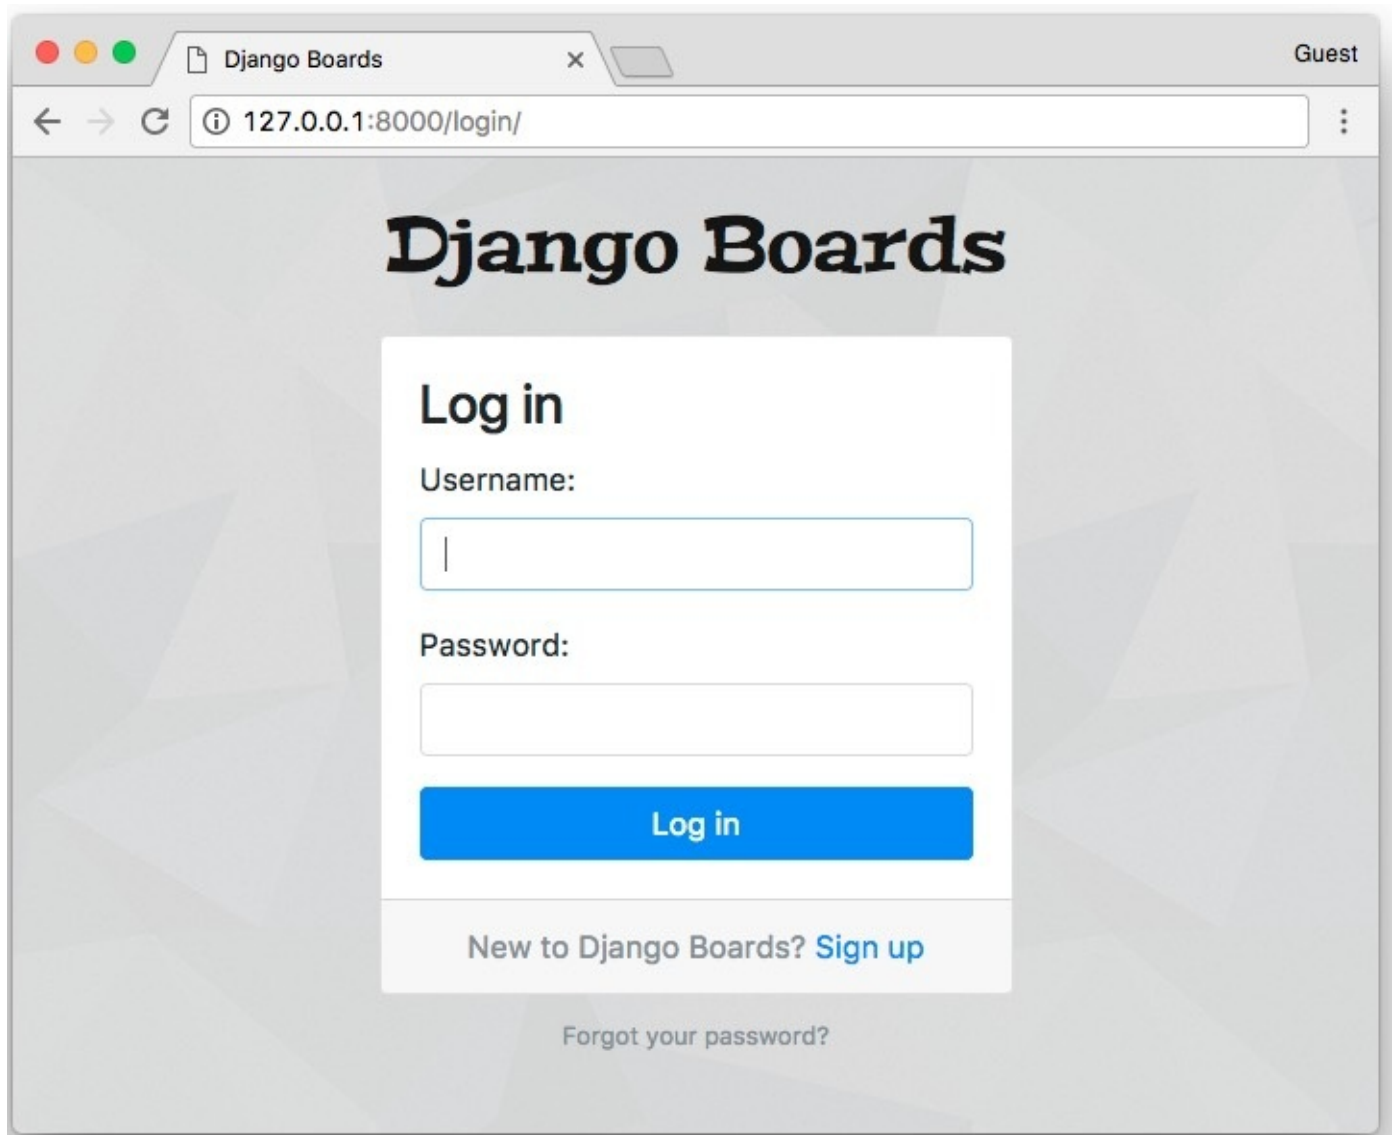 Django Boards
Guest
127.0.0.1:8000/login/
Django Boards
Log in
Username:
Password:
Log in
New to Django Boards? Sign up
Forgot your password?